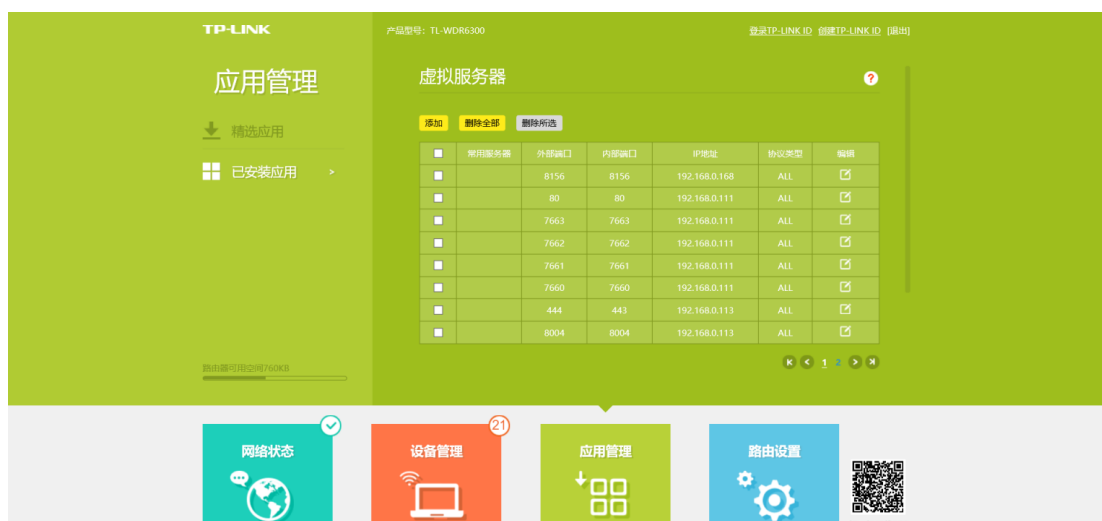 TP-LINK
产品型号：TL-WDR6300
登录TP-LINK ID 创建TP-LINK ID [退出]
应用管理
精选应用
已安装应用 >
路由器可用空间760KB
虚拟服务器
?
添加 删除全部 删除所选
常用服务器 外部端口 内部端口 IP地址 协议类型 编辑
8156 8156 192.168.0.168 ALL
80 80 192.168.0.111 ALL
7663 7663 192.168.0.111 ALL
7662 7662 192.168.0.111 ALL
7661 7661 192.168.0.111 ALL
7660 7660 192.168.0.111 ALL
444 443 192.168.0.113 ALL
8004 8004 192.168.0.113 ALL
1 2
21
网络状态 设备管理 应用管理 路由设置